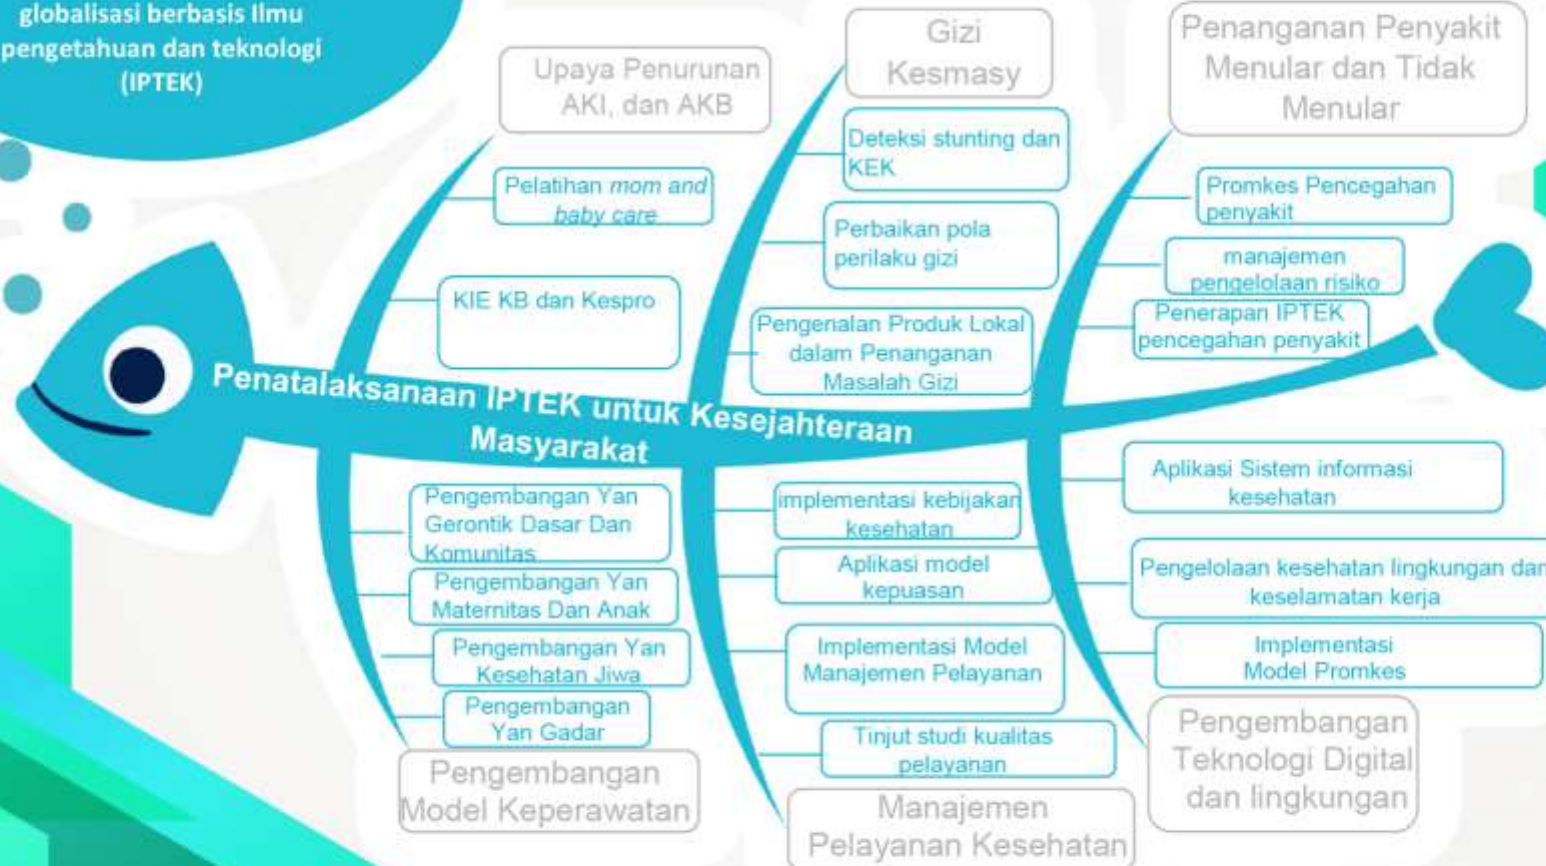 globalisasi berbasis Ilmu
pengetahuan dan teknologi
(IPTEK)
Upaya Penurunan
AKI, dan AKB
Pelatihan mom and
baby care
KIE KB dan Kespro
Gizi
Kesmasy
Deteksi stunting dan
KEK
Perbaikan pola
perilaku gizi
Pengenalan Produk Lokal
dalam Penanganan
Masalah Gizi
Penanganan Penyakit
Menular dan Tidak
Menular
Promkes Pencegahan
penyakit
manajemen
pengelolaan risiko
Penerapan IPTEK
pencegahan penyakit
Penatalaksanaan IPTEK untuk Kesejahteraan
Masyarakat
Pengembangan Yan
Gerontik Dasar Dan
Komunitas
Pengembangan Yan
Maternitas Dan Anak
Pengembangan Yan
Kesehatan Jiwa
Pengembangan
Yan Gadar
Pengembangan
Model Keperawatan
implementasi kebijakan
kesehatan
Aplikasi model
kepuasan
Implementasi Model
Manajemen Pelayanan
Tinjut studi kualitas
pelayanan
Manajemen
Pelayanan Kesehatan
Aplikasi Sistem informasi
kesehatan
Pengelolaan kesehatan lingkungan dan
keselamatan kerja
Implementasi
Model Promkes
Pengembangan
Teknologi Digital
dan lingkungan